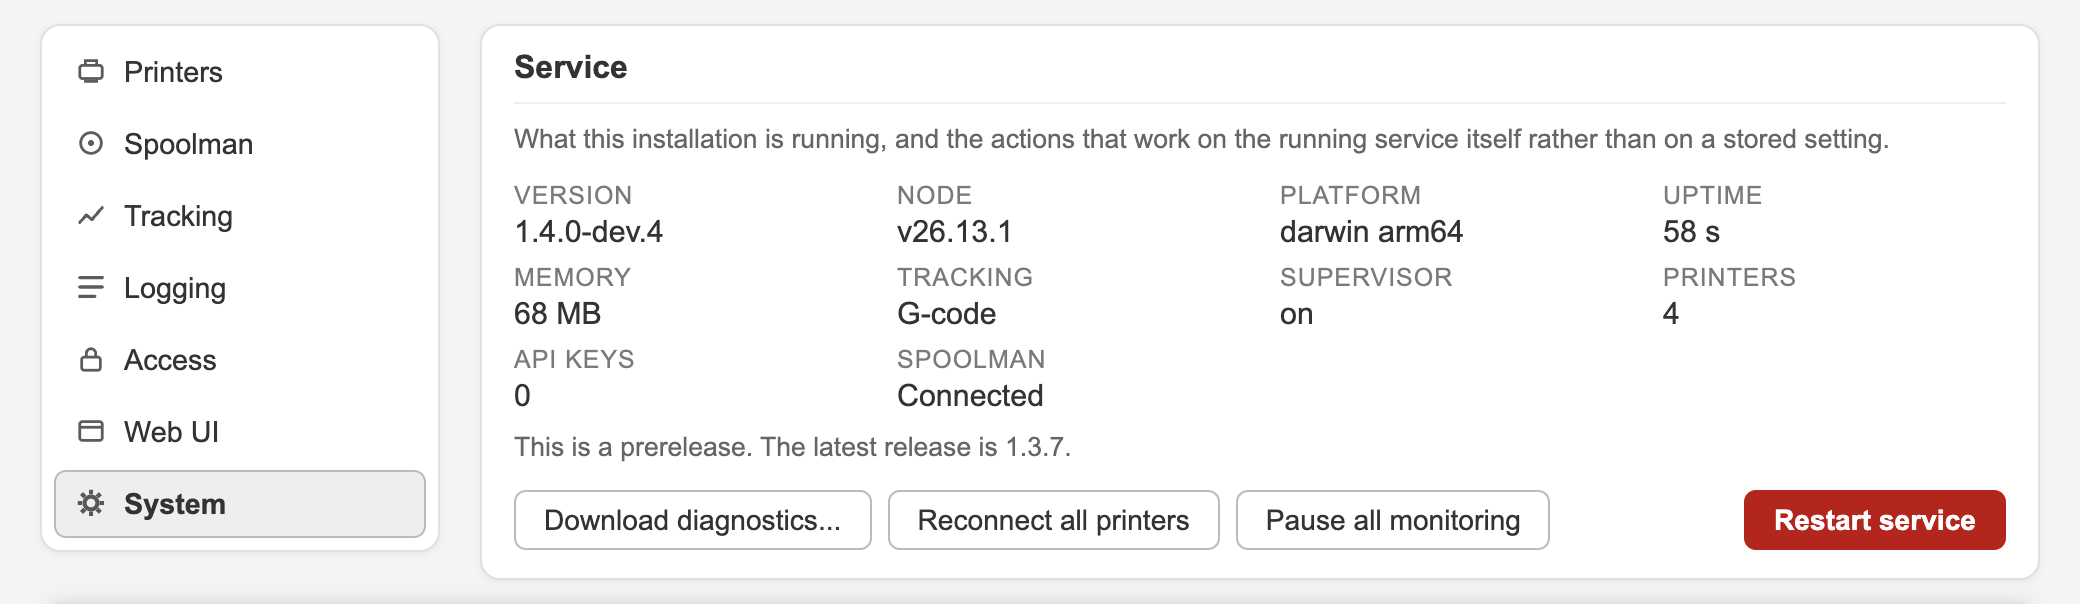 Printers
Spoolman
Tracking
Logging
Access
Web UI
System
Service
What this installation is running, and the actions that work on the running service itself rather than on a stored setting.
VERSION NODE PLATFORM UPTIME
1.4.0-dev.4 v26.13.1 darwin arm64 58 s
MEMORY TRACKING SUPERVISOR PRINTERS
68 MB G-code on 4
API KEYS SPOOLMAN
0 Connected
This is a prerelease. The latest release is 1.3.7.
Download diagnostics... Reconnect all printers Pause all monitoring Restart service